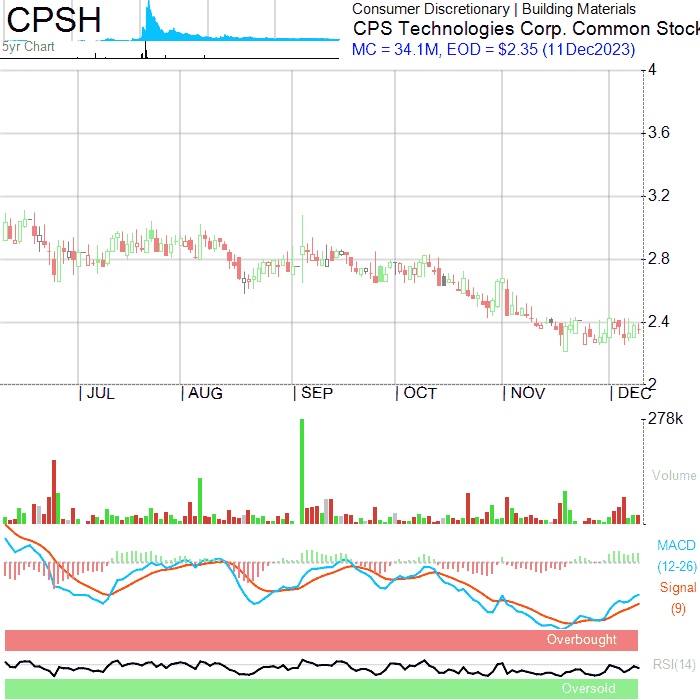 CPSH
5yr Chart
Consumer Discretionary | Building Materials
CPS Technologies Corp. Common Stock
MC = 34.1M, EOD = $2.35 (11Dec2023)
4
3.6
3.2
2.8
2.4
2
JUL AUG SEP OCT NOV DEC
278k
Volume
MACD
(12-26)
Signal
(9)
Overbought
RSI(14)
Oversold